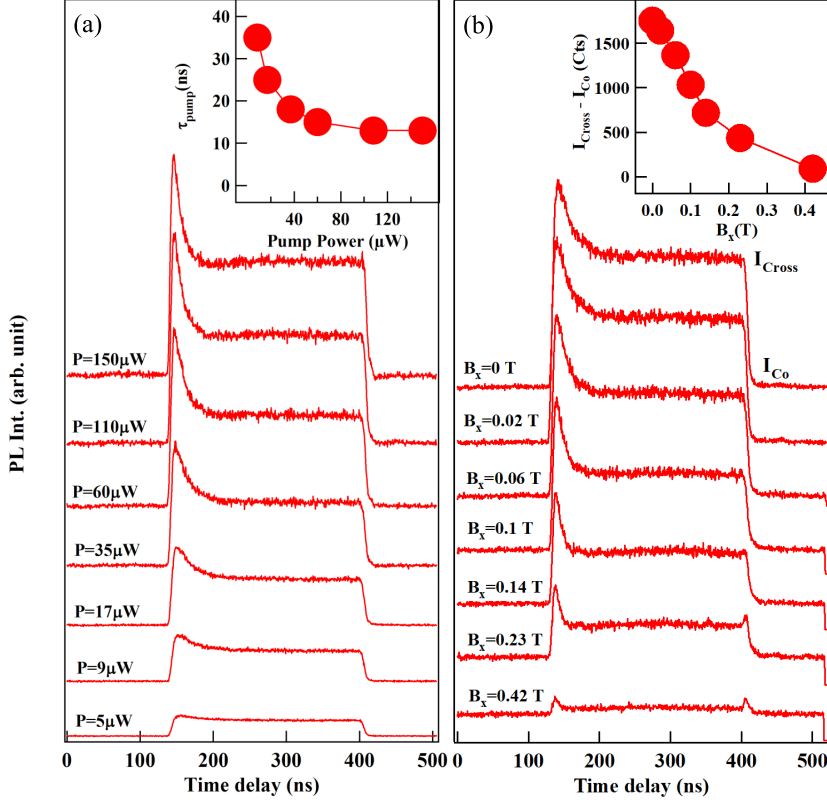 (a)
40
30
20
10
0
τpump(ns)
40
80
120
Pump Power (µW)
P=150µW
P=110µW
P=60µW
P=35µW
P=17µW
P=9µW
P=5µW
PL Int. (arb. unit)
0
100
200
300
400
500
Time delay (ns)
(b)
1500
1000
500
0
ICross - ICo (Cts)
0.0
0.1
0.2
0.3
0.4
Bx(T)
ICross
ICo
Bx=0 T
Bx=0.02 T
Bx=0.06 T
Bx=0.1 T
Bx=0.14 T
Bx=0.23 T
Bx=0.42 T
0
100
200
300
400
500
Time delay (ns)